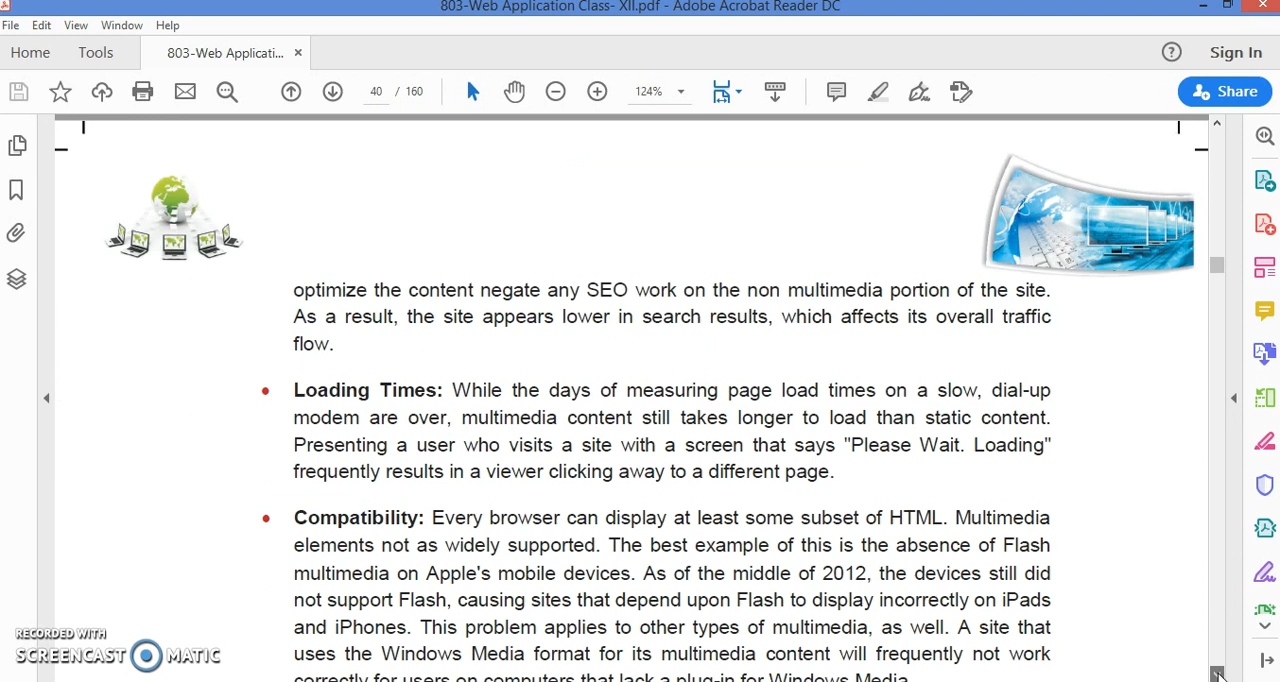 803-Web Application Class- XII.pdf - Adobe Acrobat Reader DC
File Edit View Window Help
Home Tools 803-Web Applicati... × Sign In
40 / 160 124% Share
optimize the content negate any SEO work on the non multimedia portion of the site.
As a result, the site appears lower in search results, which affects its overall traffic
flow.
• Loading Times: While the days of measuring page load times on a slow, dial-up
modem are over, multimedia content still takes longer to load than static content.
Presenting a user who visits a site with a screen that says "Please Wait. Loading"
frequently results in a viewer clicking away to a different page.
• Compatibility: Every browser can display at least some subset of HTML. Multimedia
elements not as widely supported. The best example of this is the absence of Flash
multimedia on Apple's mobile devices. As of the middle of 2012, the devices still did
not support Flash, causing sites that depend upon Flash to display incorrectly on iPads
and iPhones. This problem applies to other types of multimedia, as well. A site that
uses the Windows Media format for its multimedia content will frequently not work
correctly for users on computers that lack a plug-in for Windows Media.
RECORDED WITH
SCREENCAST MATIC